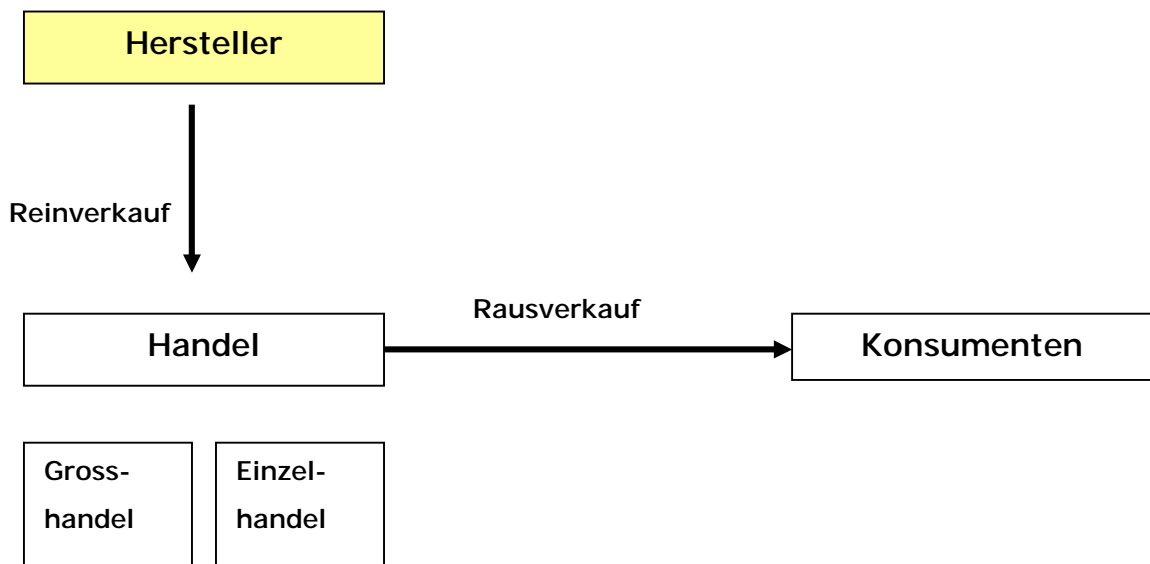 Hersteller
Reinverkauf
Rausverkauf
Handel
Konsumenten
Gross-
handel
Einzel-
handel